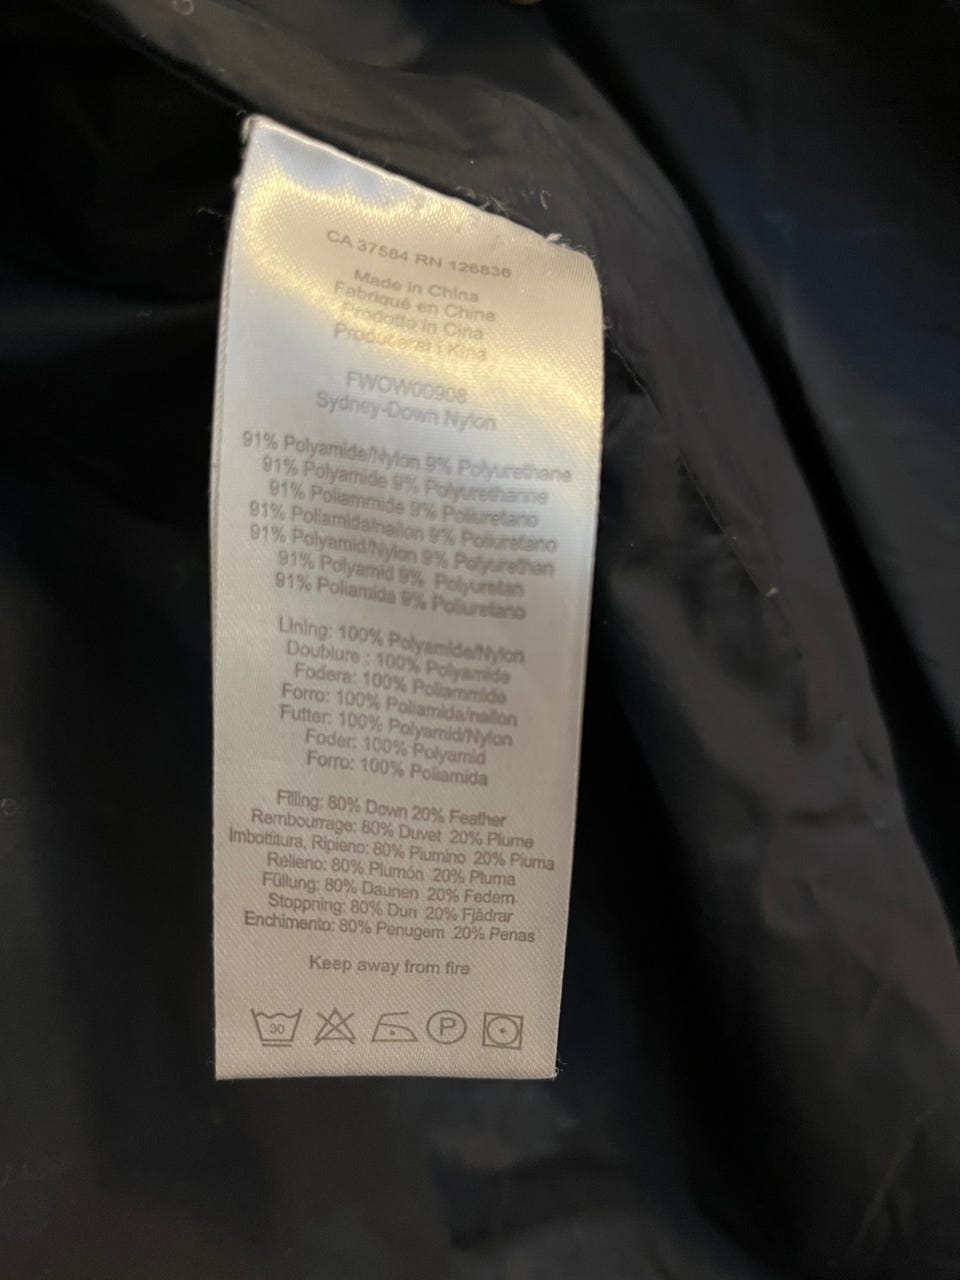 CA 37584 RN 126836
Made in China
Fabriqué en Chine
Prodotto in Cina
Producerat i Kina
FWOW00908
Sydney-Down Nylon
91% Polyamide/Nylon 9% Polyurethane
91% Polyamide 9% Polyurethanne
91% Poliammide 9% Poliuretano
91% Poliamida/nailon 9% Poliuretano
91% Polyamid/Nylon 9% Polyurethan
91% Polyamid 9% Polyuretan
91% Poliamida 9% Poliuretano
Lining: 100% Polyamide/Nylon
Doublure : 100% Polyamide
Fodera: 100% Poliammide
Forro: 100% Poliamida/nailon
Futter: 100% Polyamid/Nylon
Foder: 100% Polyamid
Forro: 100% Poliamida
Filling: 80% Down 20% Feather
Rembourrage: 80% Duvet 20% Plume
Imbottitura, Ripieno: 80% Piumino 20% Piuma
Relleno: 80% Plumón 20% Pluma
Füllung: 80% Daunen 20% Federn
Stoppning: 80% Dun 20% Fjädrar
Enchimento: 80% Penugem 20% Penas
Keep away from fire
30 P